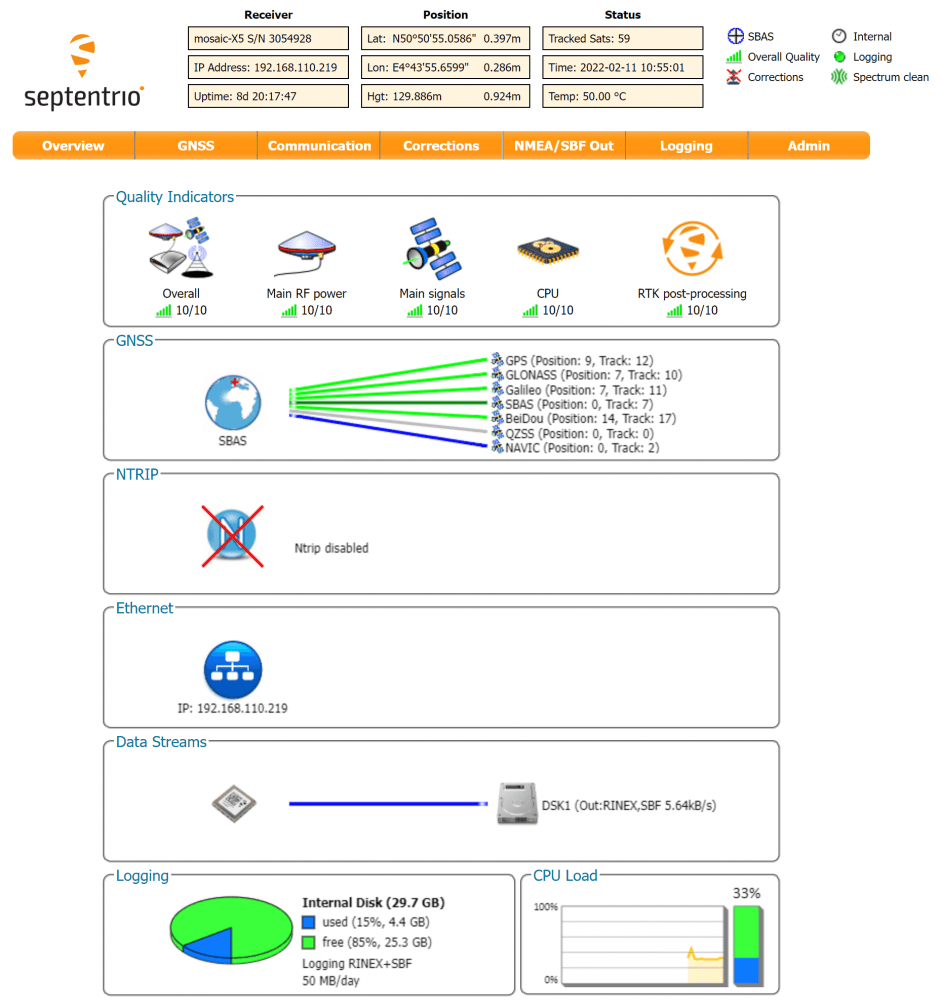 septentrio
Receiver
mosaic-X5 S/N 3054928
IP Address: 192.168.110.219
Uptime: 8d 20:17:47
Position
Lat: N50°50'55.0586" 0.397m
Lon: E4°43'55.6599" 0.286m
Hgt: 129.886m 0.924m
Status
Tracked Sats: 59
Time: 2022-02-11 10:55:01
Temp: 50.00 °C
SBAS
Internal
Overall Quality
Logging
Corrections
Spectrum clean
Overview GNSS Communication Corrections NMEA/SBF Out Logging Admin
Quality Indicators
Overall
10/10
Main RF power
10/10
Main signals
10/10
CPU
10/10
RTK post-processing
10/10
GNSS
SBAS
GPS (Position: 9, Track: 12)
GLONASS (Position: 7, Track: 10)
Galileo (Position: 7, Track: 11)
SBAS (Position: 0, Track: 7)
BeiDou (Position: 14, Track: 17)
QZSS (Position: 0, Track: 0)
NAVIC (Position: 0, Track: 2)
NTRIP
N
Ntrip disabled
Ethernet
IP: 192.168.110.219
Data Streams
DSK1 (Out:RINEX,SBF 5.64kB/s)
Logging
Internal Disk (29.7 GB)
used (15%, 4.4 GB)
free (85%, 25.3 GB)
Logging RINEX+SBF
50 MB/day
CPU Load
33%
100%
0%